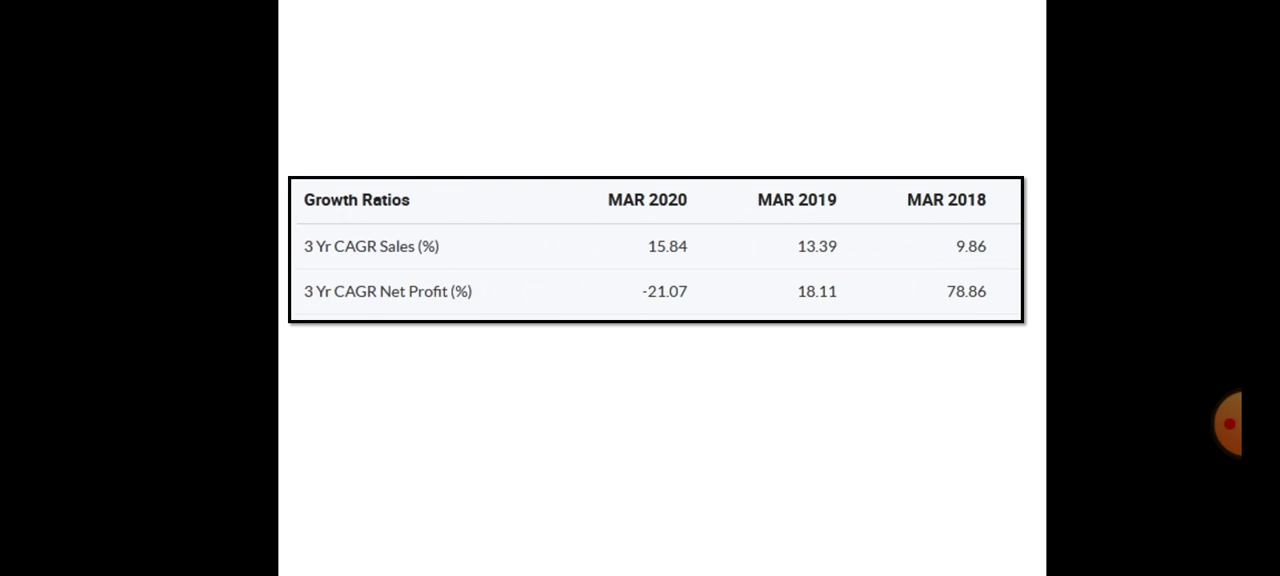 Growth Ratios MAR 2020 MAR 2019 MAR 2018
3 Yr CAGR Sales (%) 15.84 13.39 9.86
3 Yr CAGR Net Profit (%) -21.07 18.11 78.86